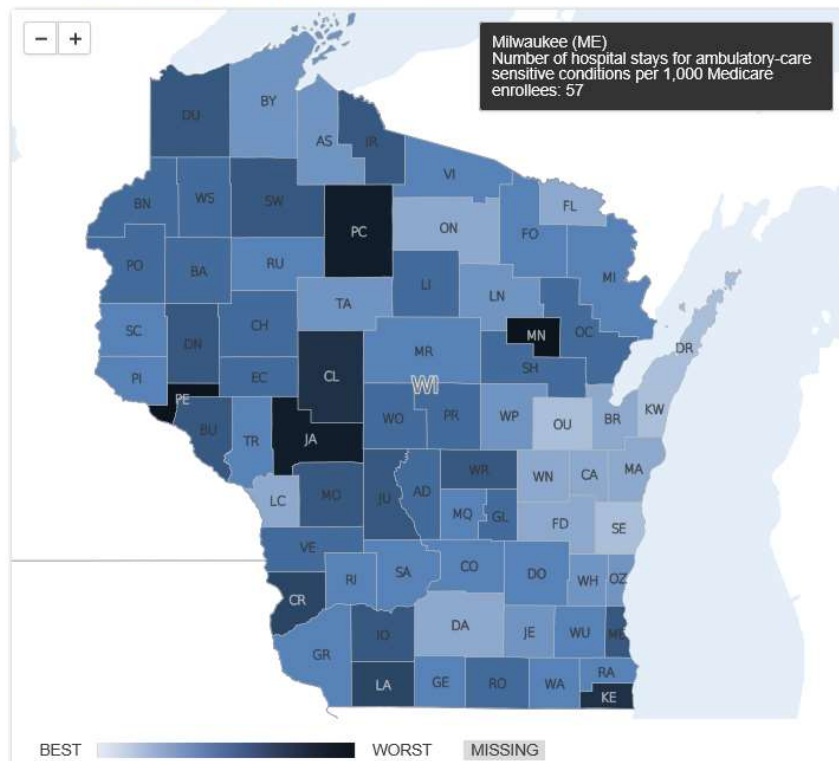 − +
Milwaukee (ME)
Number of hospital stays for ambulatory-care
sensitive conditions per 1,000 Medicare
enrollees: 57
DU BY AS IR VI FL
BN WS SW PC ON FO MI
PO BA RU TA LI LN OC
SC DN CH CL MR MN SH DR
PI PE EC WI
BU TR JA WO PR WP OU BR KW
LC MO JU AD WR WN CA MA
MQ GL FD SE
VE RI SA CO DO WH OZ
CR DA JE WU ME
GR IO
LA GE RO WA RA
KE
BEST WORST MISSING